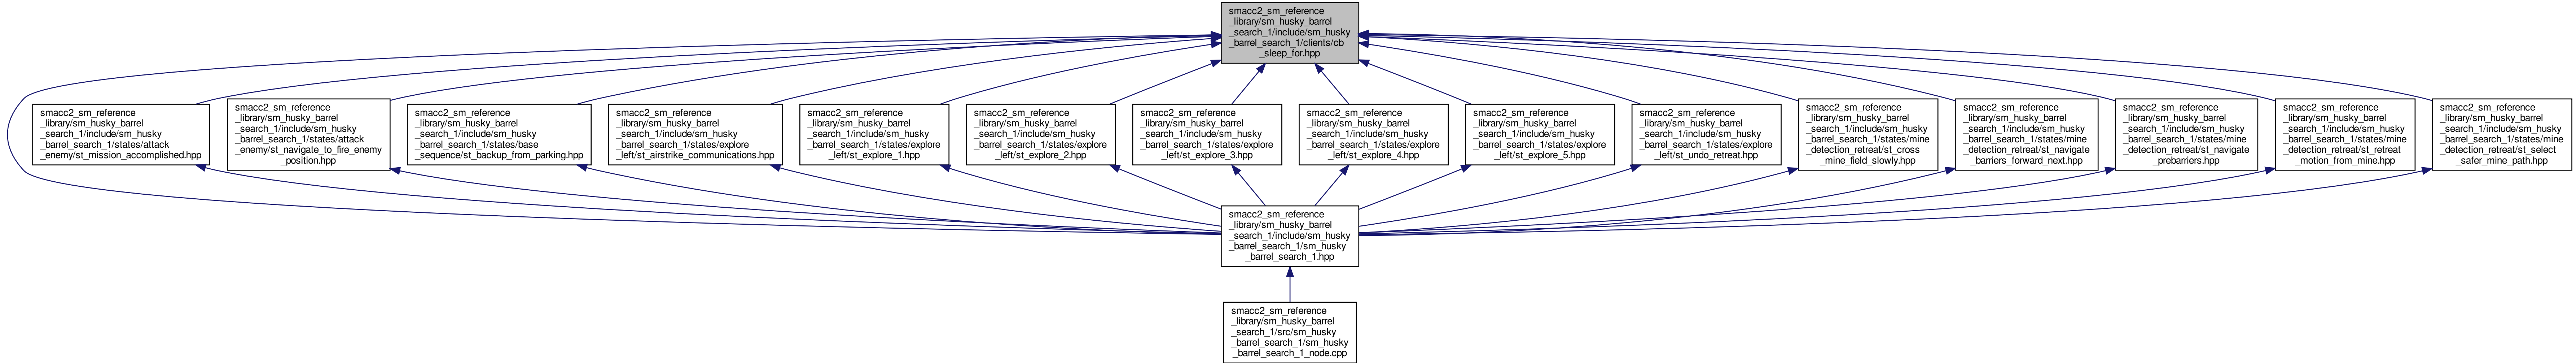 smacc2_sm_reference
_library/sm_husky_barrel
_search_1/include/sm_husky
_barrel_search_1/clients/cb
_sleep_for.hpp
smacc2_sm_reference
_library/sm_husky_barrel
_search_1/include/sm_husky
_barrel_search_1/states/attack
_enemy/st_mission_accomplished.hpp
smacc2_sm_reference
_library/sm_husky_barrel
_search_1/include/sm_husky
_barrel_search_1/states/attack
_enemy/st_navigate_to_fire_enemy
_position.hpp
smacc2_sm_reference
_library/sm_husky_barrel
_search_1/include/sm_husky
_barrel_search_1/states/base
_sequence/st_backup_from_parking.hpp
smacc2_sm_reference
_library/sm_husky_barrel
_search_1/include/sm_husky
_barrel_search_1/states/explore
_left/st_airstrike_communications.hpp
smacc2_sm_reference
_library/sm_husky_barrel
_search_1/include/sm_husky
_barrel_search_1/states/explore
_left/st_explore_1.hpp
smacc2_sm_reference
_library/sm_husky_barrel
_search_1/include/sm_husky
_barrel_search_1/states/explore
_left/st_explore_2.hpp
smacc2_sm_reference
_library/sm_husky_barrel
_search_1/include/sm_husky
_barrel_search_1/states/explore
_left/st_explore_3.hpp
smacc2_sm_reference
_library/sm_husky_barrel
_search_1/include/sm_husky
_barrel_search_1/states/explore
_left/st_explore_4.hpp
smacc2_sm_reference
_library/sm_husky_barrel
_search_1/include/sm_husky
_barrel_search_1/states/explore
_left/st_explore_5.hpp
smacc2_sm_reference
_library/sm_husky_barrel
_search_1/include/sm_husky
_barrel_search_1/states/explore
_left/st_undo_retreat.hpp
smacc2_sm_reference
_library/sm_husky_barrel
_search_1/include/sm_husky
_barrel_search_1/states/mine
_detection_retreat/st_cross
_mine_field_slowly.hpp
smacc2_sm_reference
_library/sm_husky_barrel
_search_1/include/sm_husky
_barrel_search_1/states/mine
_detection_retreat/st_navigate
_barriers_forward_next.hpp
smacc2_sm_reference
_library/sm_husky_barrel
_search_1/include/sm_husky
_barrel_search_1/states/mine
_detection_retreat/st_navigate
_prebarriers.hpp
smacc2_sm_reference
_library/sm_husky_barrel
_search_1/include/sm_husky
_barrel_search_1/states/mine
_detection_retreat/st_retreat
_motion_from_mine.hpp
smacc2_sm_reference
_library/sm_husky_barrel
_search_1/include/sm_husky
_barrel_search_1/states/mine
_detection_retreat/st_select
_safer_mine_path.hpp
smacc2_sm_reference
_library/sm_husky_barrel
_search_1/include/sm_husky
_barrel_search_1/sm_husky
_barrel_search_1.hpp
smacc2_sm_reference
_library/sm_husky_barrel
_search_1/src/sm_husky
_barrel_search_1/sm_husky
_barrel_search_1_node.cpp